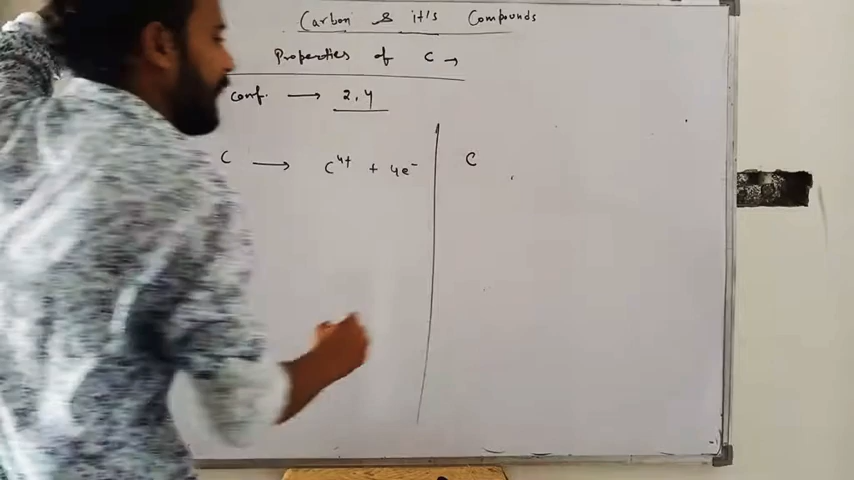 Carbon & it's Compounds
Properties of C →
conf. → 2,4
C → C⁴⁺ + 4e⁻
C